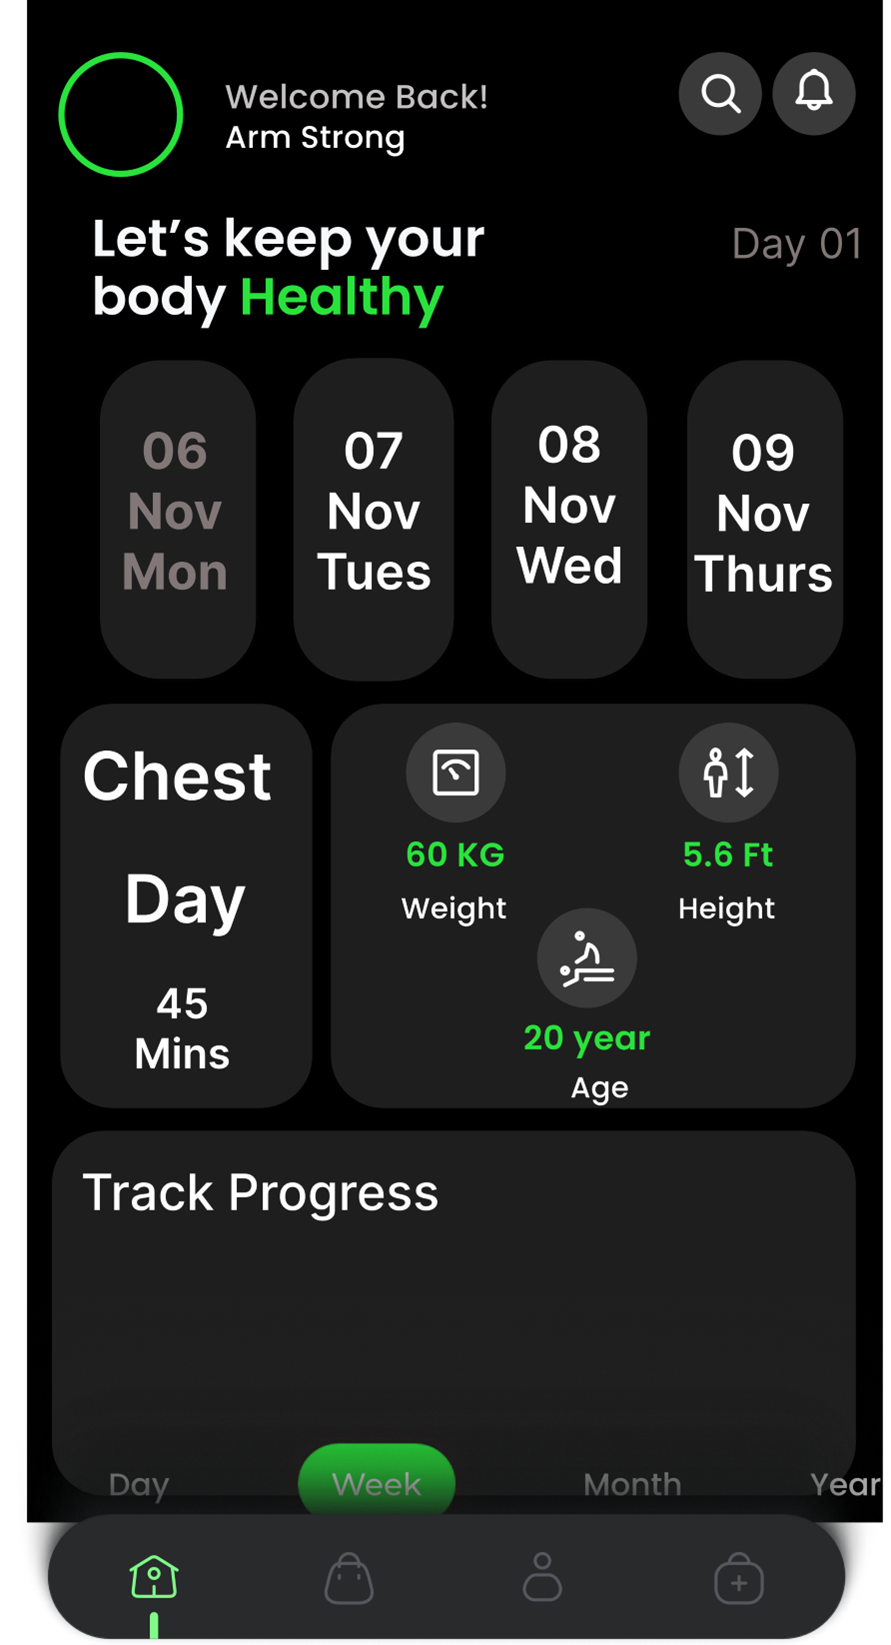 Welcome Back!
Arm Strong
Let’s keep your
body Healthy
Day 01
06
Nov
Mon
07
Nov
Tues
08
Nov
Wed
09
Nov
Thurs
Chest
Day
45
Mins
60 KG
Weight
5.6 Ft
Height
20 year
Age
Track Progress
Day
Week
Month
Year